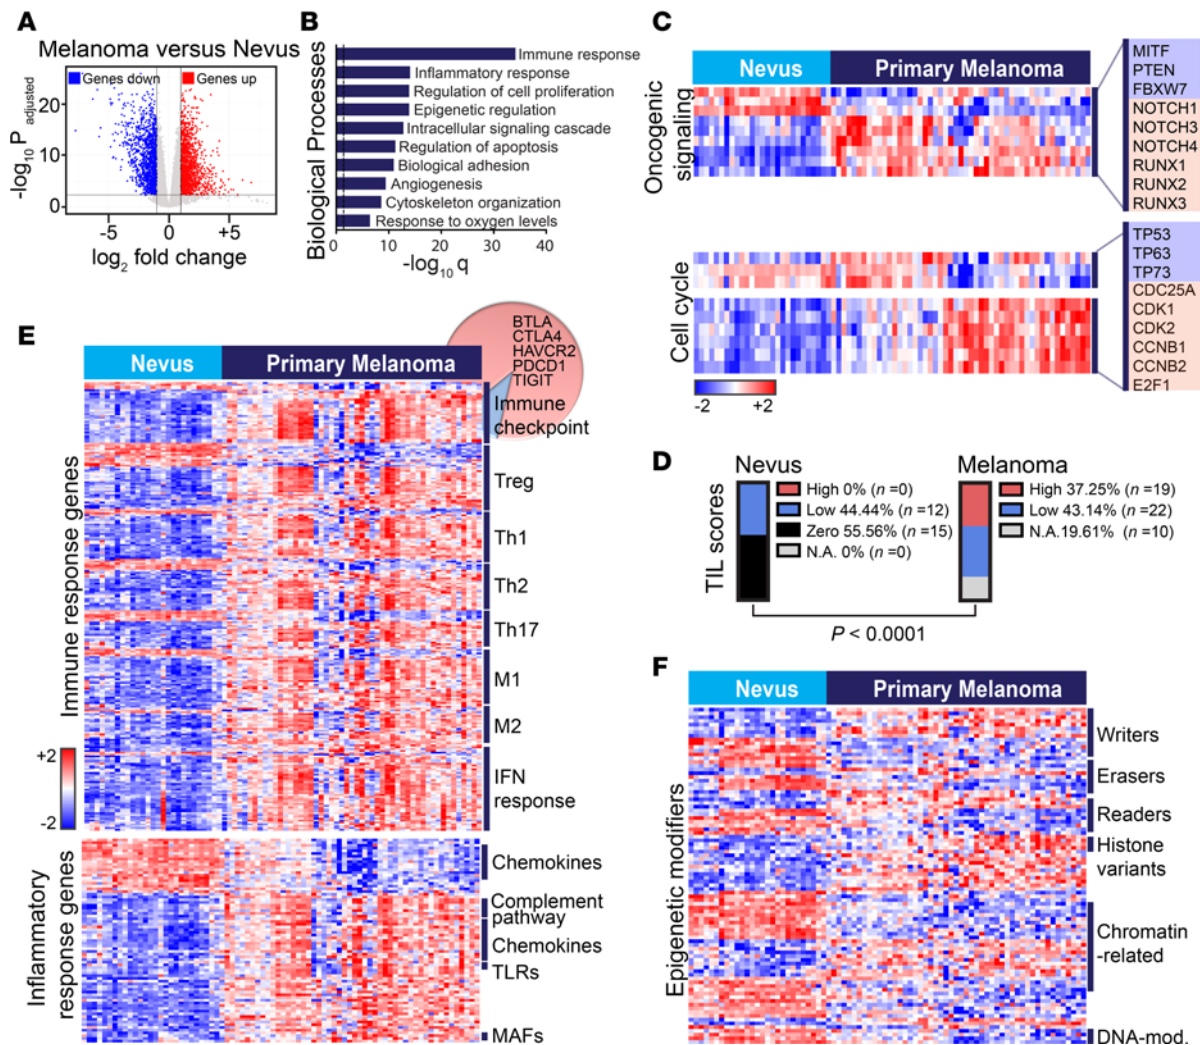 A
Melanoma versus Nevus
Genes down
Genes up
-log10 P adjusted
20
10
0
-5
0
+5
log2 fold change
B
Biological Processes
Immune response
Inflammatory response
Regulation of cell proliferation
Epigenetic regulation
Intracellular signaling cascade
Regulation of apoptosis
Biological adhesion
Angiogenesis
Cytoskeleton organization
Response to oxygen levels
0
10
20
30
40
-log10 q
C
Nevus
Primary Melanoma
Oncogenic
signaling
MITF
PTEN
FBXW7
NOTCH1
NOTCH3
NOTCH4
RUNX1
RUNX2
RUNX3
Cell cycle
TP53
TP63
TP73
CDC25A
CDK1
CDK2
CCNB1
CCNB2
E2F1
-2
+2
D
TIL scores
Nevus
High 0% (n =0)
Low 44.44% (n =12)
Zero 55.56% (n =15)
N.A. 0% (n =0)
Melanoma
High 37.25% (n =19)
Low 43.14% (n =22)
N.A.19.61% (n =10)
P < 0.0001
E
Nevus
Primary Melanoma
BTLA
CTLA4
HAVCR2
PDCD1
TIGIT
Immune
checkpoint
Immune response genes
Treg
Th1
Th2
Th17
M1
M2
IFN
response
+2
-2
Inflammatory
response genes
Chemokines
Complement
pathway
Chemokines
TLRs
MAFs
F
Nevus
Primary Melanoma
Epigenetic modifiers
Writers
Erasers
Readers
Histone
variants
Chromatin
-related
DNA-mod.